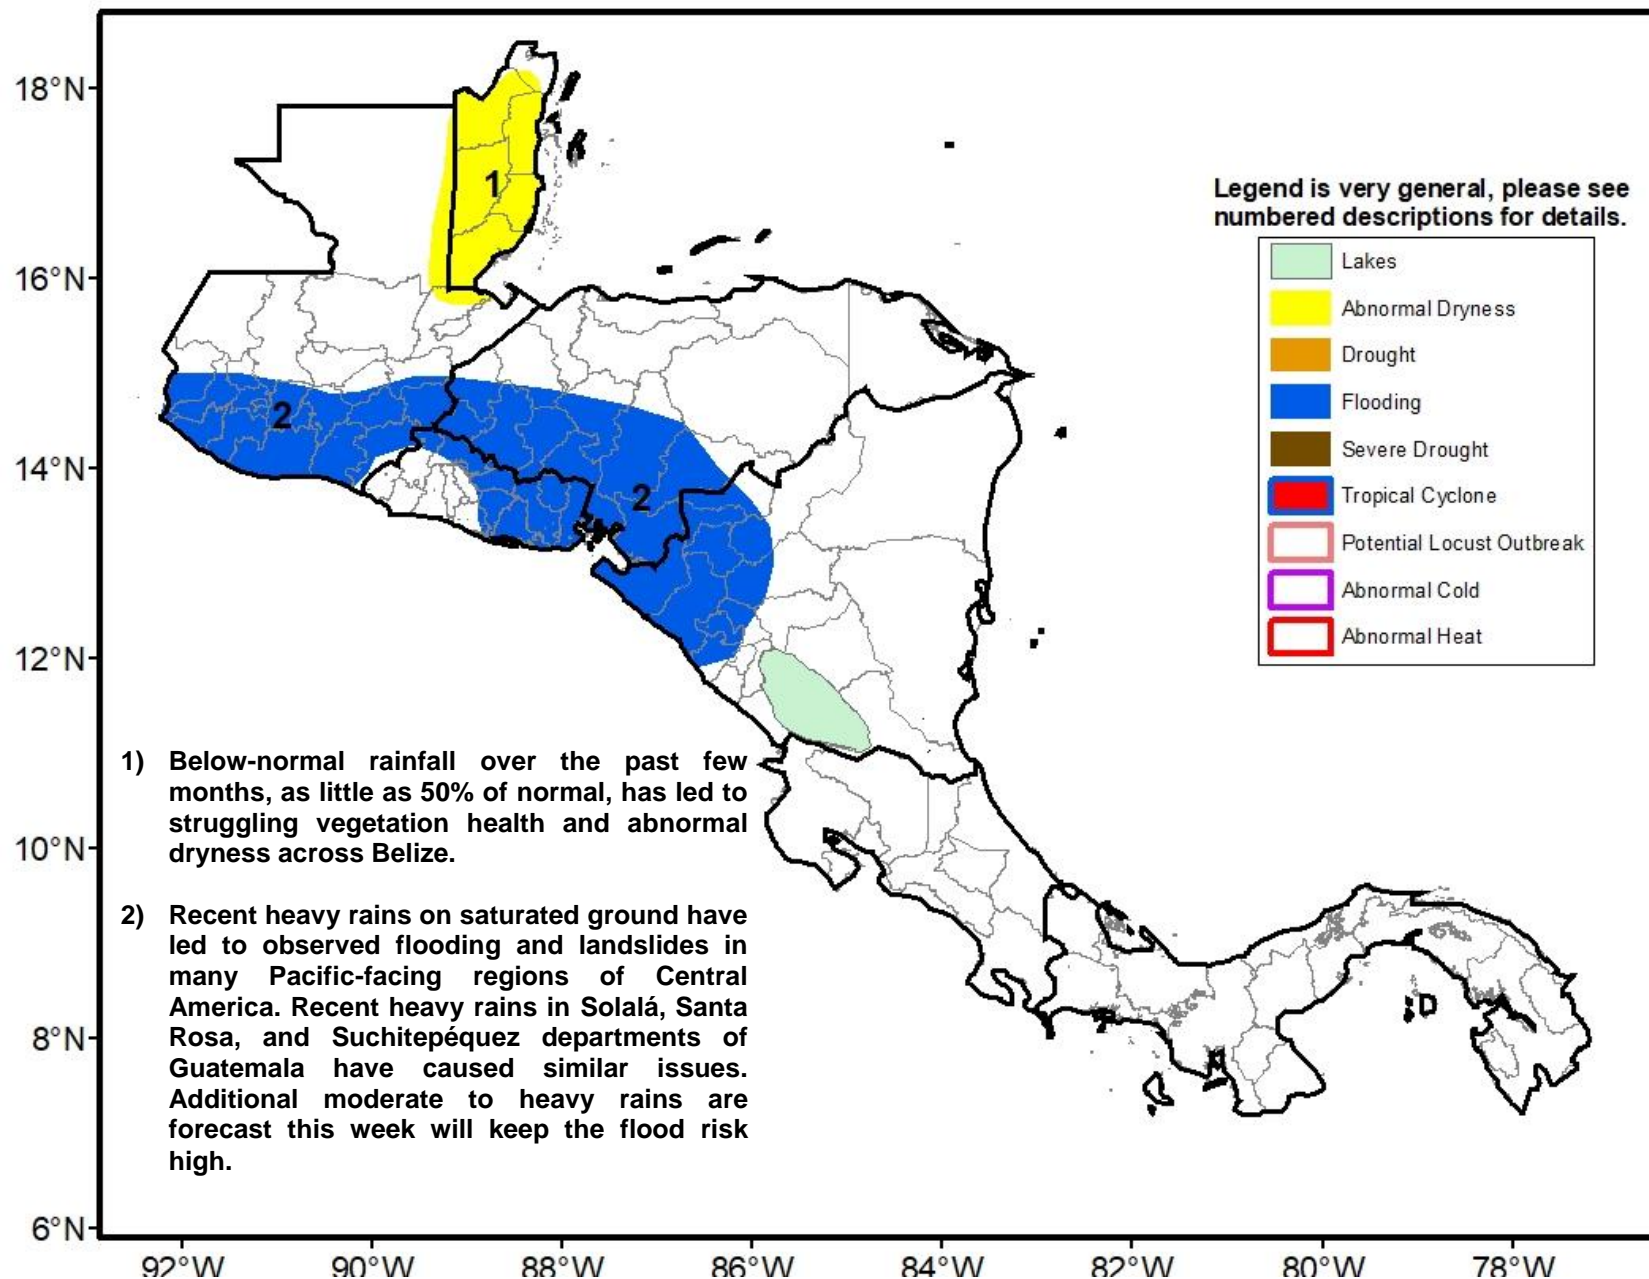 18°N
16°N
14°N
12°N
10°N
8°N
6°N
1
2
2
Legend is very general, please see
numbered descriptions for details.
Lakes
Abnormal Dryness
Drought
Flooding
Severe Drought
Tropical Cyclone
Potential Locust Outbreak
Abnormal Cold
Abnormal Heat
1) Below-normal rainfall over the past few
months, as little as 50% of normal, has led to
struggling vegetation health and abnormal
dryness across Belize.
2) Recent heavy rains on saturated ground have
led to observed flooding and landslides in
many Pacific-facing regions of Central
America. Recent heavy rains in Solalá, Santa
Rosa, and Suchitepéquez departments of
Guatemala have caused similar issues.
Additional moderate to heavy rains are
forecast this week will keep the flood risk
high.
92°W 90°W 88°W 86°W 84°W 82°W 80°W 78°W